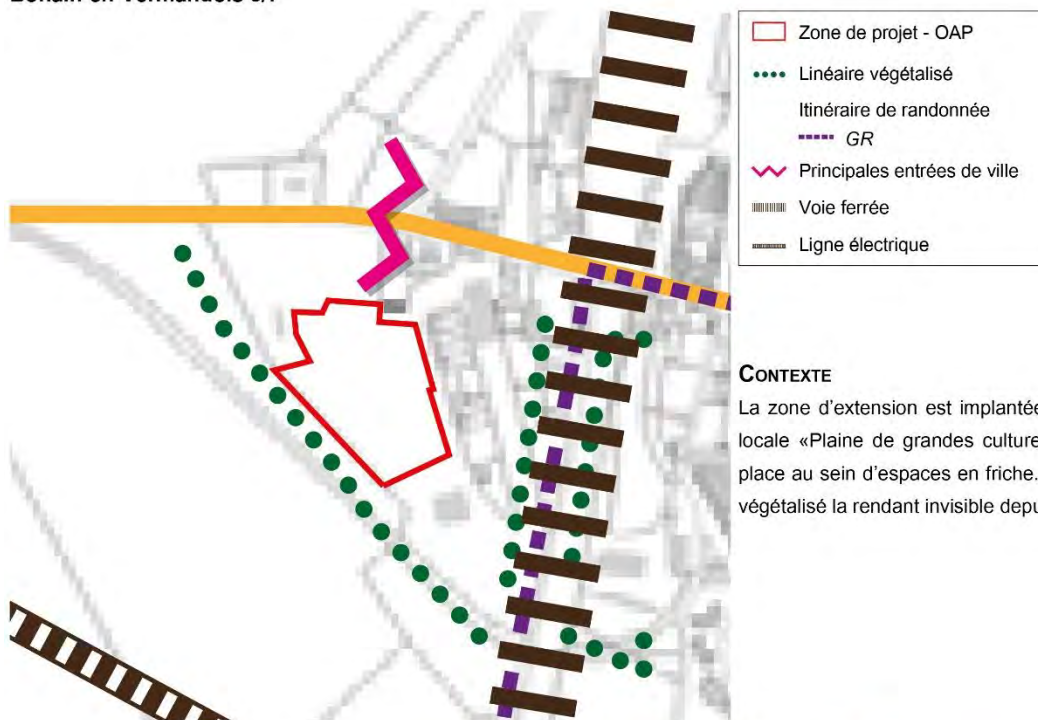 Zone de projet - OAP
Linéaire végétalisé
Itinéraire de randonnée
GR
Principales entrées de ville
Voie ferrée
Ligne électrique
CONTEXTE
La zone d'extension est implantée
locale «Plaine de grandes culture
place au sein d'espaces en friche.
végétalisé la rendant invisible depu